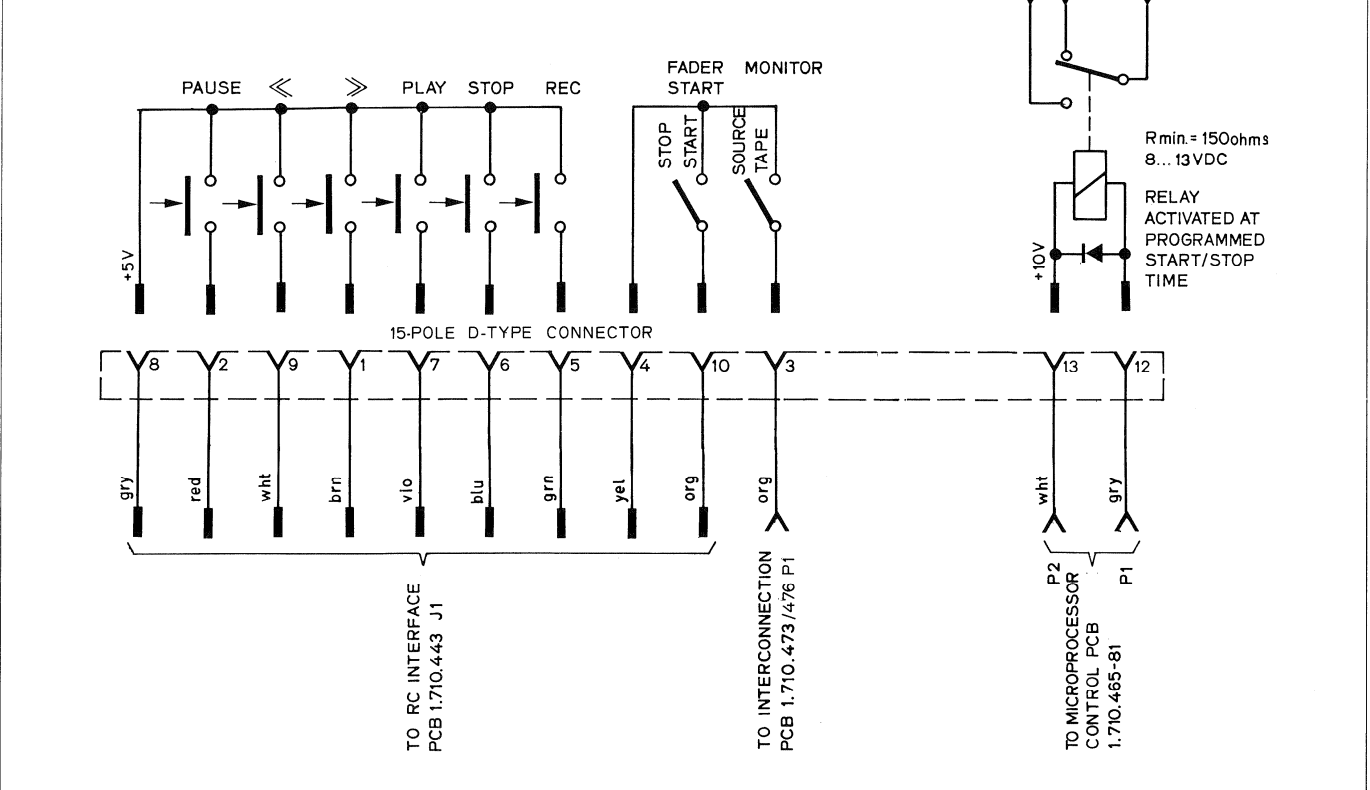 PAUSE ≪ ≫ PLAY STOP REC
FADER START
MONITOR
STOP
START
SOURCE
TAPE
+5V
+10V
Rmin.= 150ohms
8... 13VDC
RELAY
ACTIVATED AT
PROGRAMMED
START/STOP
TIME
15-POLE D-TYPE CONNECTOR
8 2 9 1 7 6 5 4 10 3 13 12
gry red wht brn vio blu grn yel org org wht gry
TO RC INTERFACE
PCB 1.710.443 J1
TO INTERCONNECTION
PCB 1.710.473/476 P1
P2
P1
TO MICROPROCESSOR
CONTROL PCB
1.710.465-81